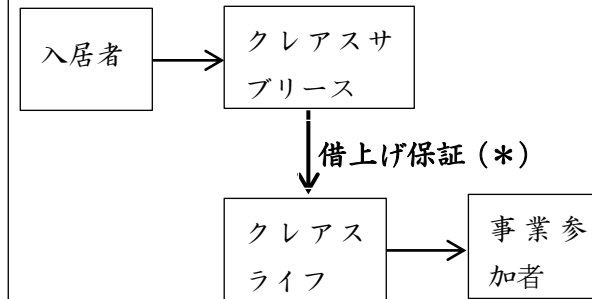 入居者
クレアスサ
ブリース
借上げ保証(*)
クレアス
ライフ
事業参
加者